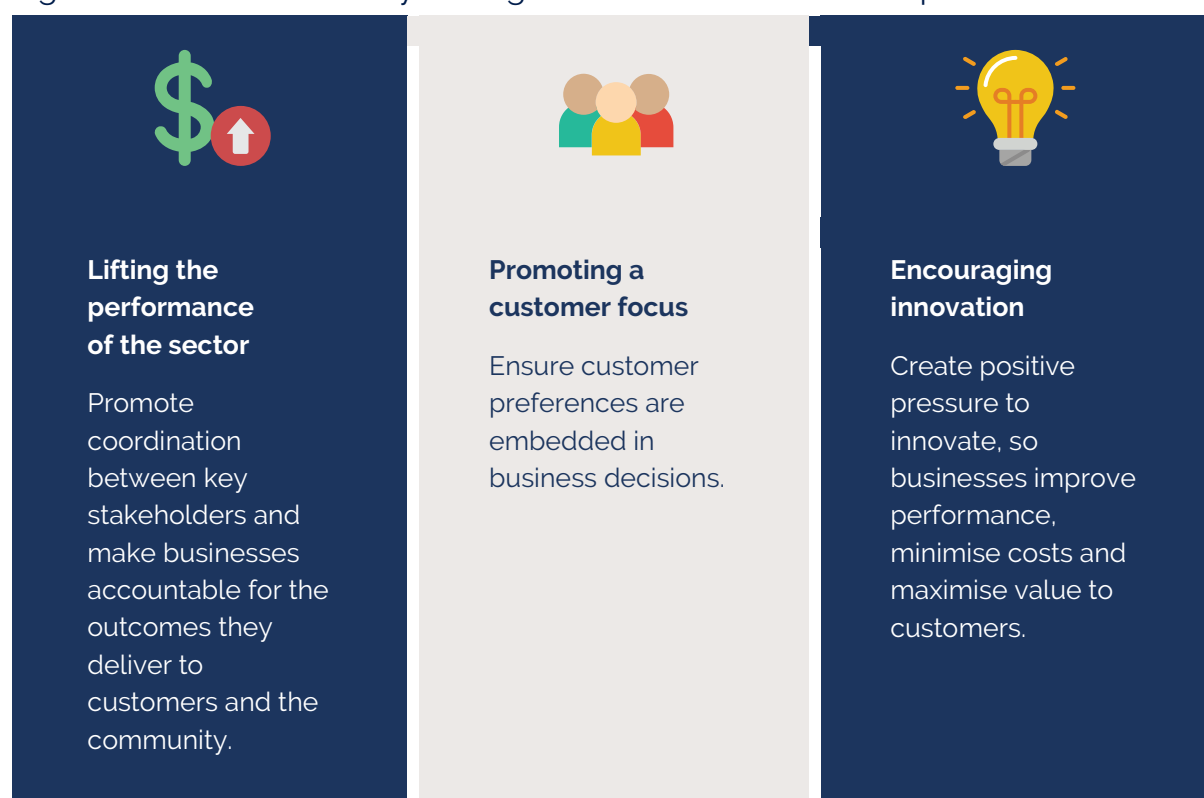 Lifting the
performance
of the sector
Promote
coordination
between key
stakeholders and
make businesses
accountable for the
outcomes they
deliver to
customers and the
community.
Promoting a
customer focus
Ensure customer
preferences are
embedded in
business decisions.
Encouraging
innovation
Create positive
pressure to
innovate, so
businesses improve
performance,
minimise costs and
maximise value to
customers.